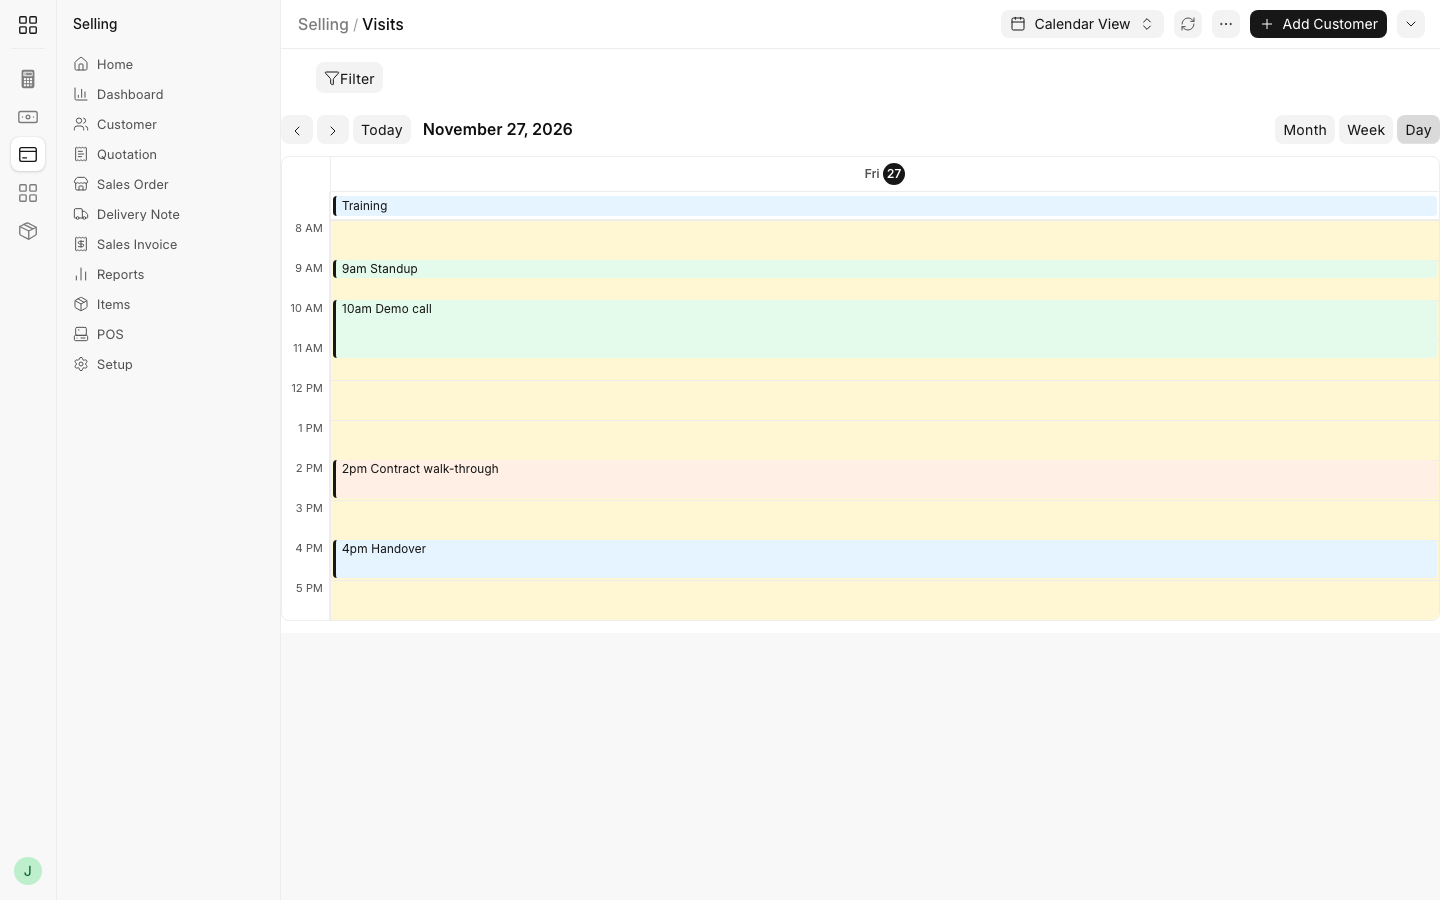 Selling
Home
Dashboard
Customer
Quotation
Sales Order
Delivery Note
Sales Invoice
Reports
Items
POS
Setup
J
Selling / Visits
Calendar View
Add Customer
Filter
Today
November 27, 2026
Month
Week
Day
Fri 27
Training
8 AM
9 AM
9am Standup
10 AM
10am Demo call
11 AM
12 PM
1 PM
2 PM
2pm Contract walk-through
3 PM
4 PM
4pm Handover
5 PM